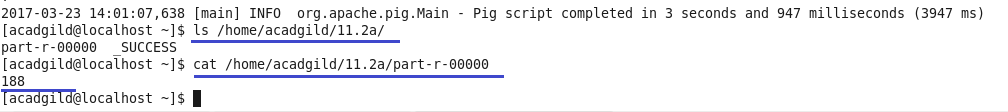 2017-03-23 14:01:07,638 [main] INFO  org.apache.pig.Main - Pig script completed in 3 seconds and 947 milliseconds (3947 ms)
[acadgild@localhost ~]$ ls /home/acadgild/11.2a/
part-r-00000  _SUCCESS
[acadgild@localhost ~]$ cat /home/acadgild/11.2a/part-r-00000
188
[acadgild@localhost ~]$